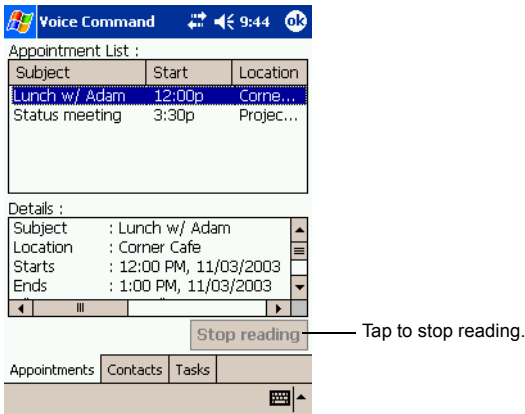 Voice Command 9:44 ok
Appointment List :
Subject Start Location
Lunch w/ Adam 12:00p Corne...
Status meeting 3:30p Projec...
Details :
Subject : Lunch w/ Adam
Location : Corner Cafe
Starts : 12:00 PM, 11/03/2003
Ends : 1:00 PM, 11/03/2003
Stop reading
Tap to stop reading.
Appointments Contacts Tasks